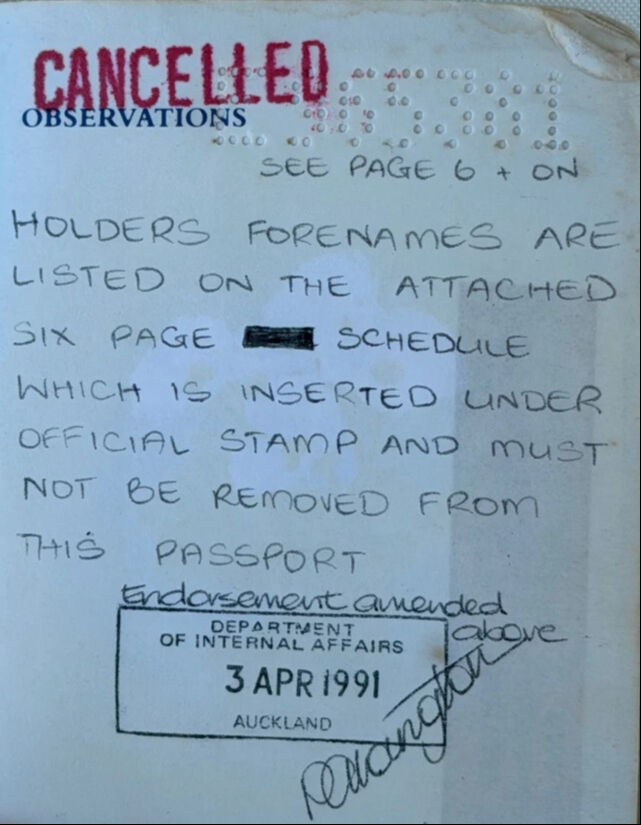 CANCELLED
OBSERVATIONS
SEE PAGE 6 + ON
HOLDERS FORENAMES ARE
LISTED ON THE ATTACHED
SIX PAGE SCHEDULE
WHICH IS INSERTED UNDER
OFFICIAL STAMP AND MUST
NOT BE REMOVED FROM
THIS PASSPORT
Endorsement amended
above
DEPARTMENT
OF INTERNAL AFFAIRS
3 APR 1991
AUCKLAND